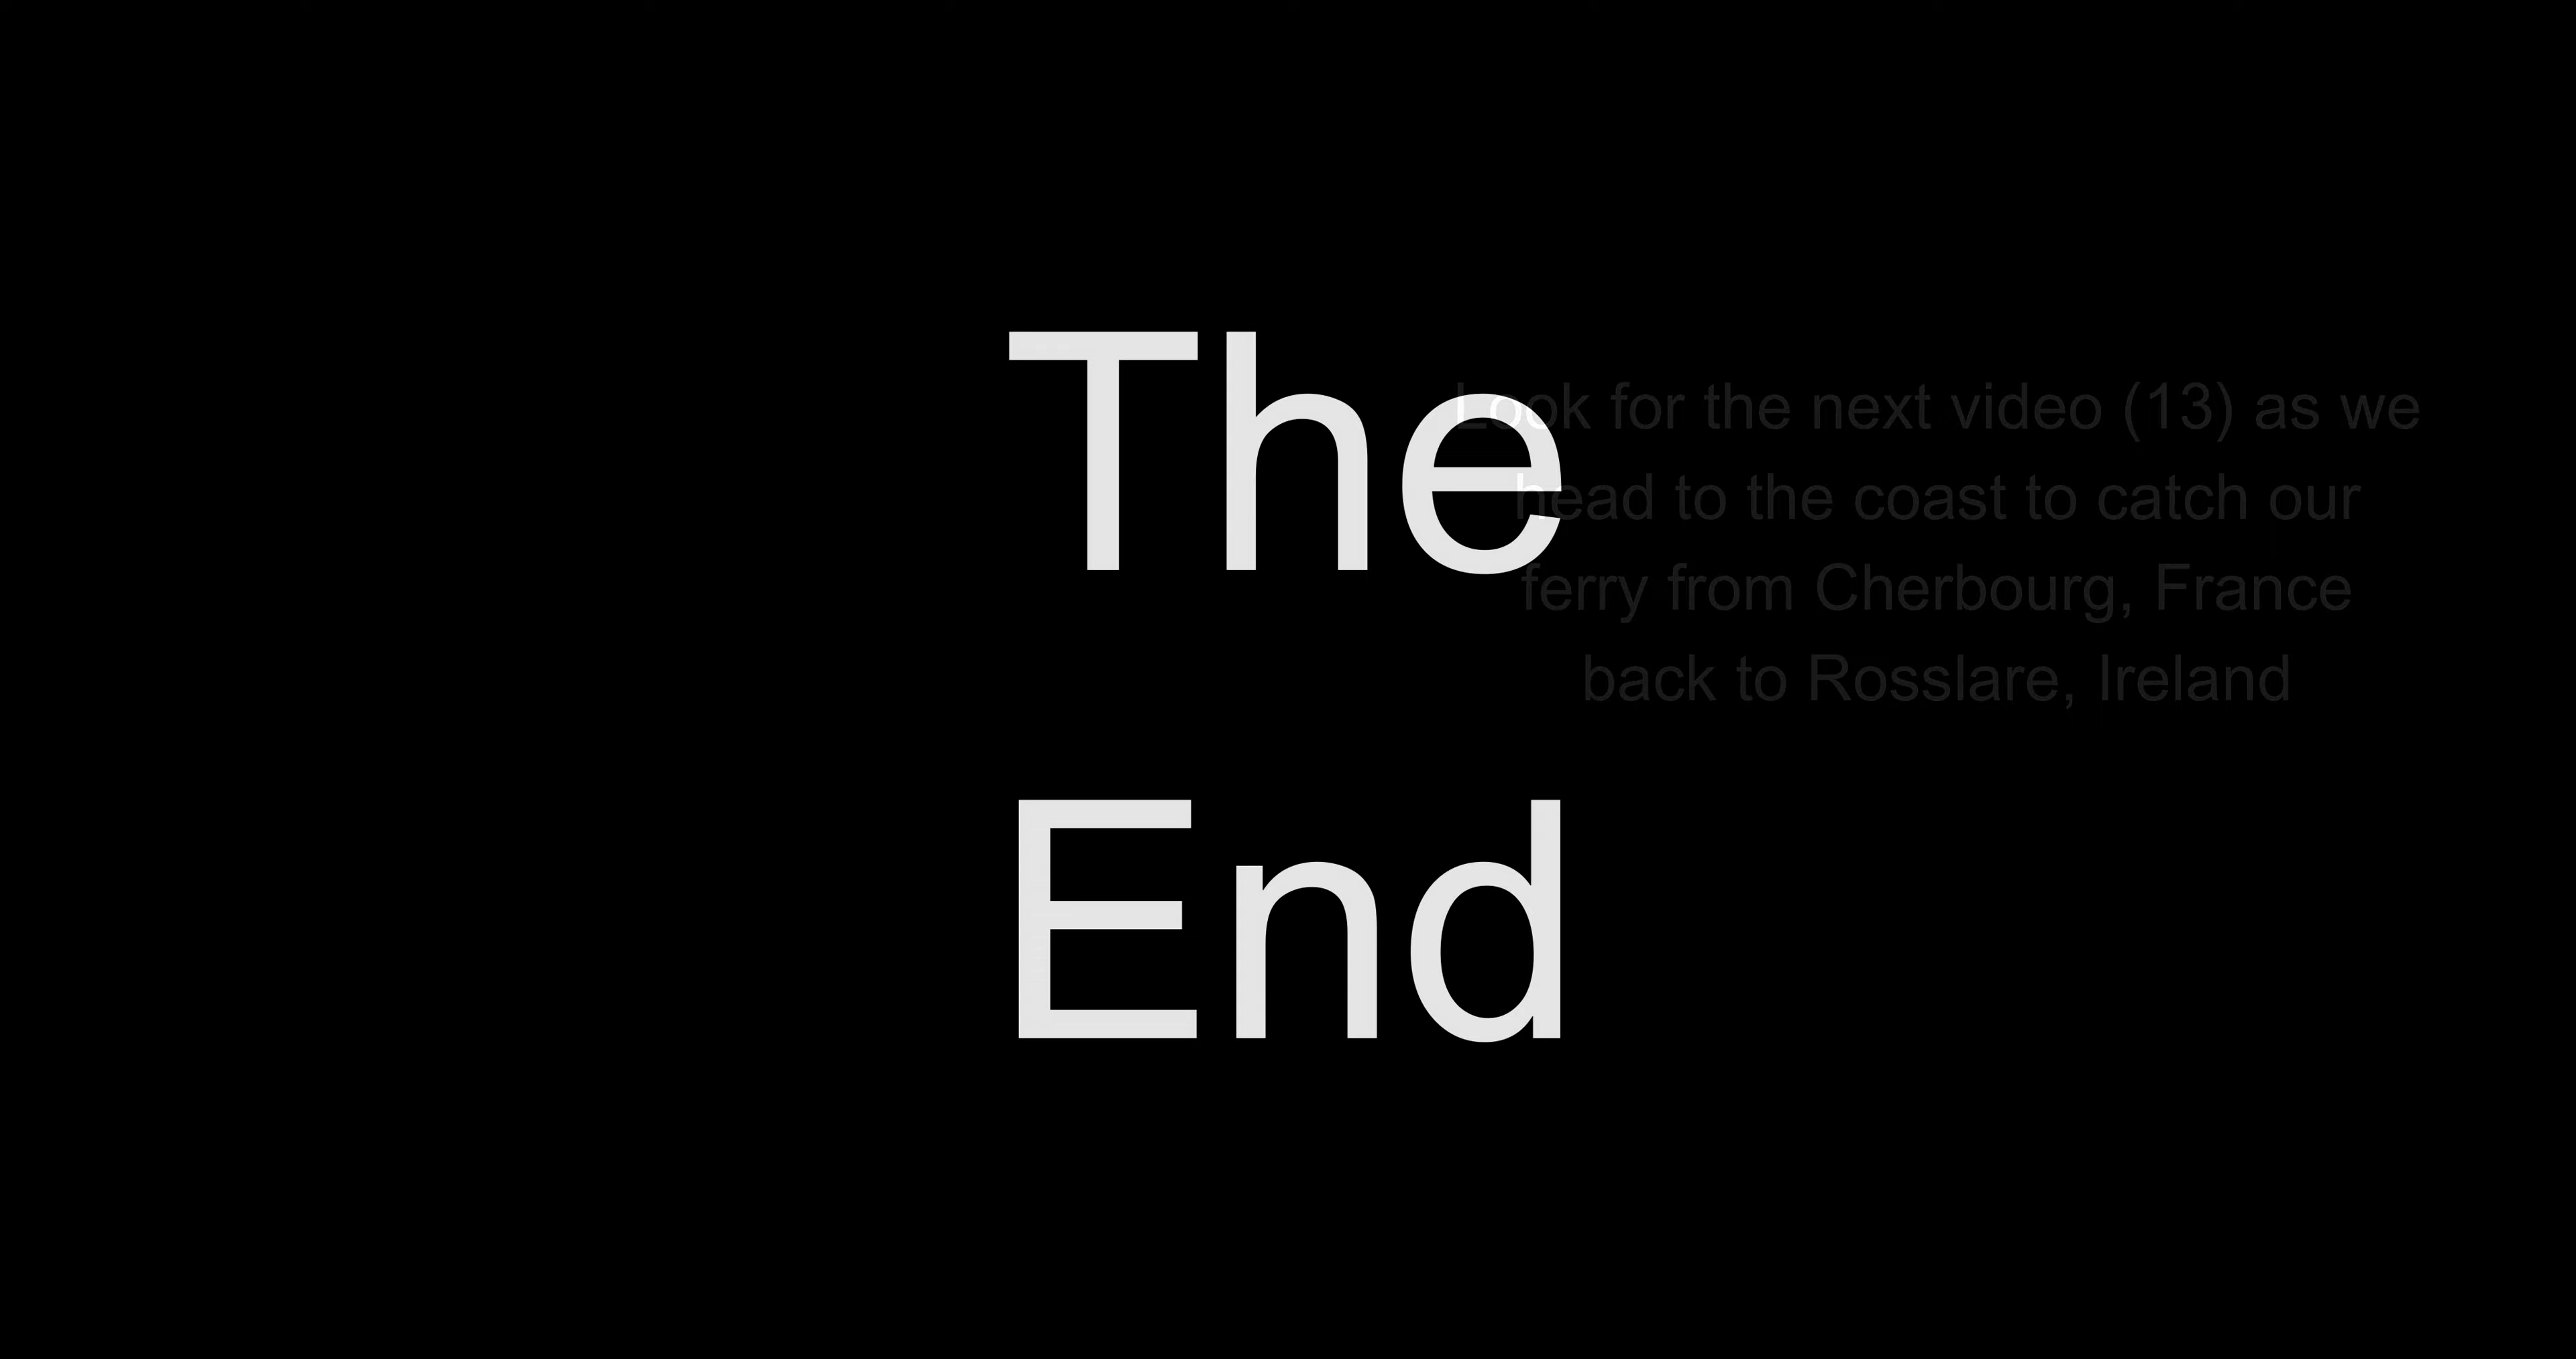 The
End
Look for the next video (13) as we
head to the coast to catch our
ferry from Cherbourg, France
back to Rosslare, Ireland